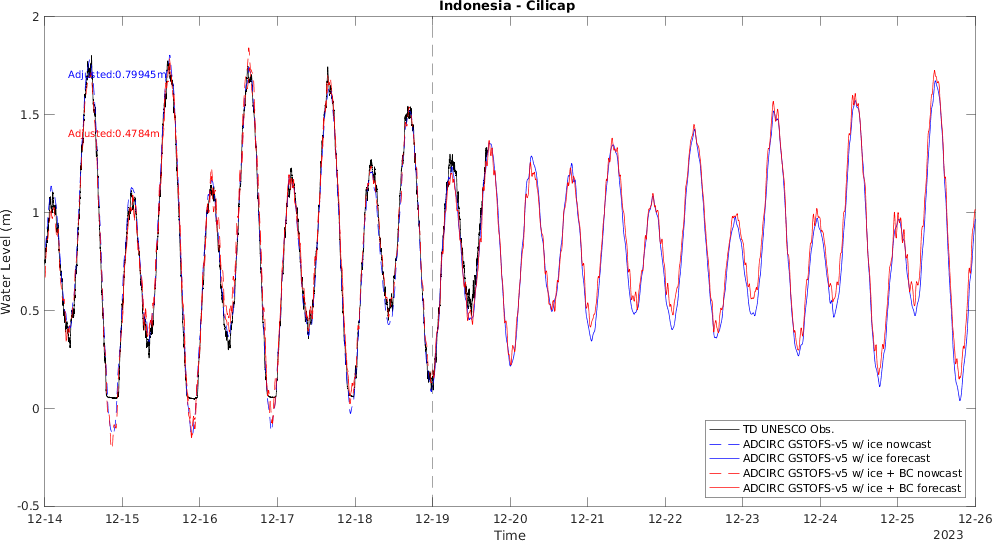 Indonesia - Cilicap
2
1.5
1
0.5
0
-0.5
Water Level (m)
Adjusted:0.79945m
Adjusted:0.4784m
TD UNESCO Obs.
ADCIRC GSTOFS-v5 w/ ice nowcast
ADCIRC GSTOFS-v5 w/ ice forecast
ADCIRC GSTOFS-v5 w/ ice + BC nowcast
ADCIRC GSTOFS-v5 w/ ice + BC forecast
12-14 12-15 12-16 12-17 12-18 12-19 12-20 12-21 12-22 12-23 12-24 12-25 12-26
Time
2023